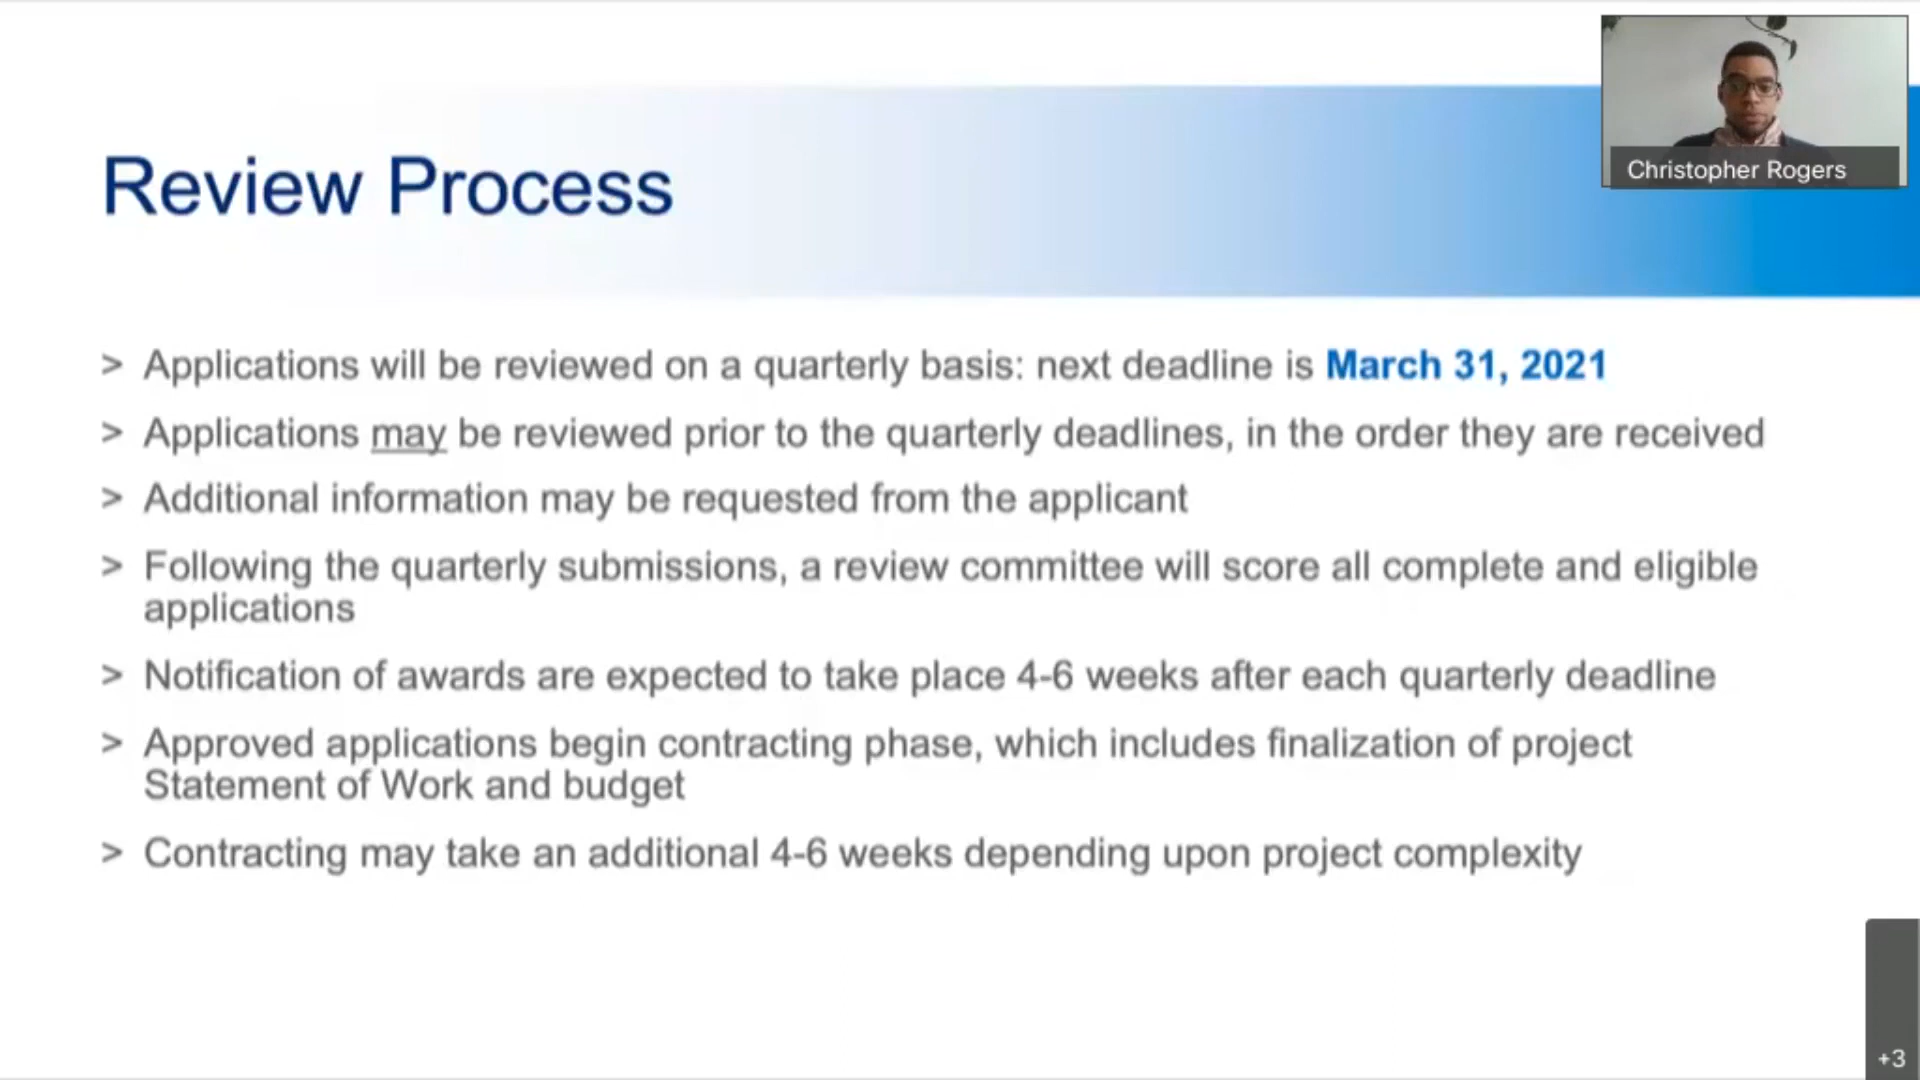 Christopher Rogers
Review Process
> Applications will be reviewed on a quarterly basis: next deadline is March 31, 2021
> Applications may be reviewed prior to the quarterly deadlines, in the order they are received
> Additional information may be requested from the applicant
> Following the quarterly submissions, a review committee will score all complete and eligible
applications
> Notification of awards are expected to take place 4-6 weeks after each quarterly deadline
> Approved applications begin contracting phase, which includes finalization of project
Statement of Work and budget
> Contracting may take an additional 4-6 weeks depending upon project complexity
+3